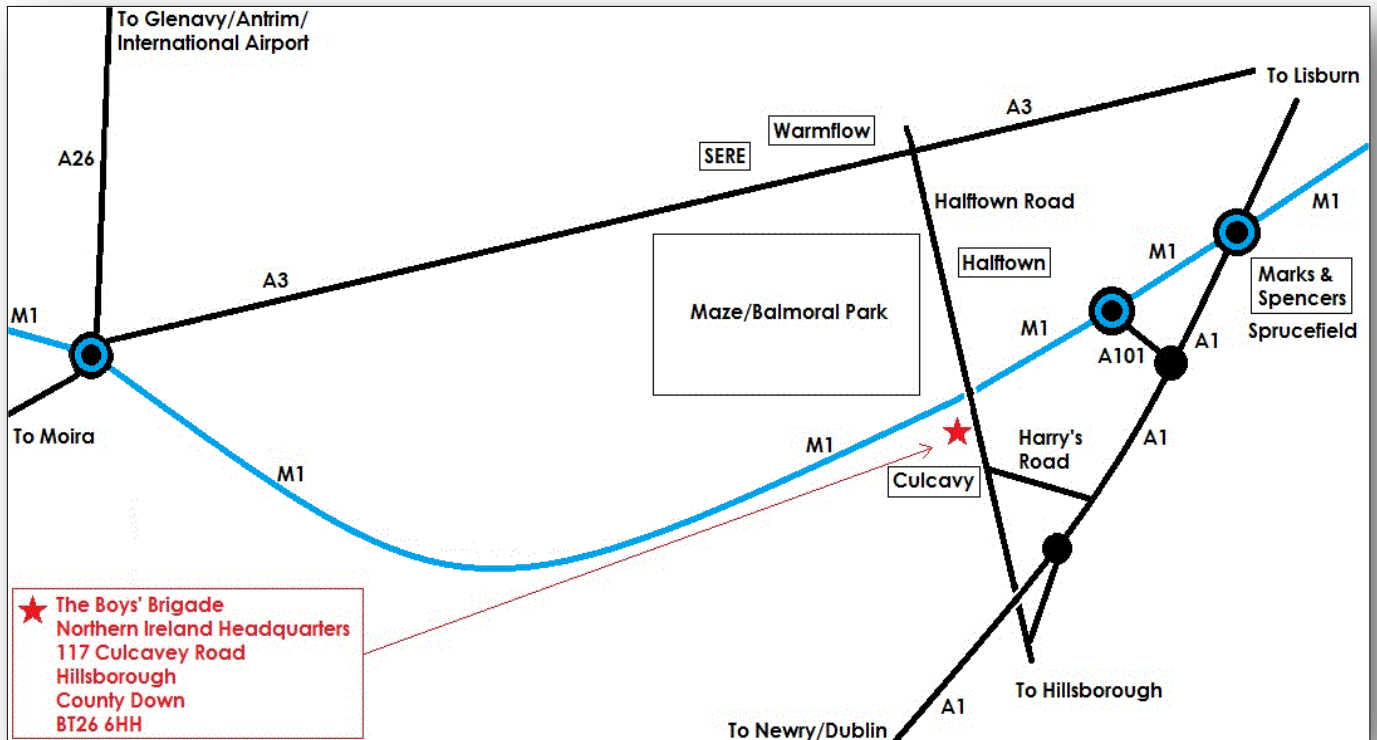 To Glenavy/Antrim/
International Airport
To Lisburn
A3
Warmflow
A26
SERE
Halftown Road
M1
Halftown
M1
Marks &
Spencers
A3
Maze/Balmoral Park
M1
M1
Sprucefield
A1
A101
To Moira
M1
M1
Harry's
Road
A1
Culcavy
The Boys' Brigade
Northern Ireland Headquarters
117 Culcavey Road
Hillsborough
County Down
BT26 6HH
To Hillsborough
A1
To Newry/Dublin